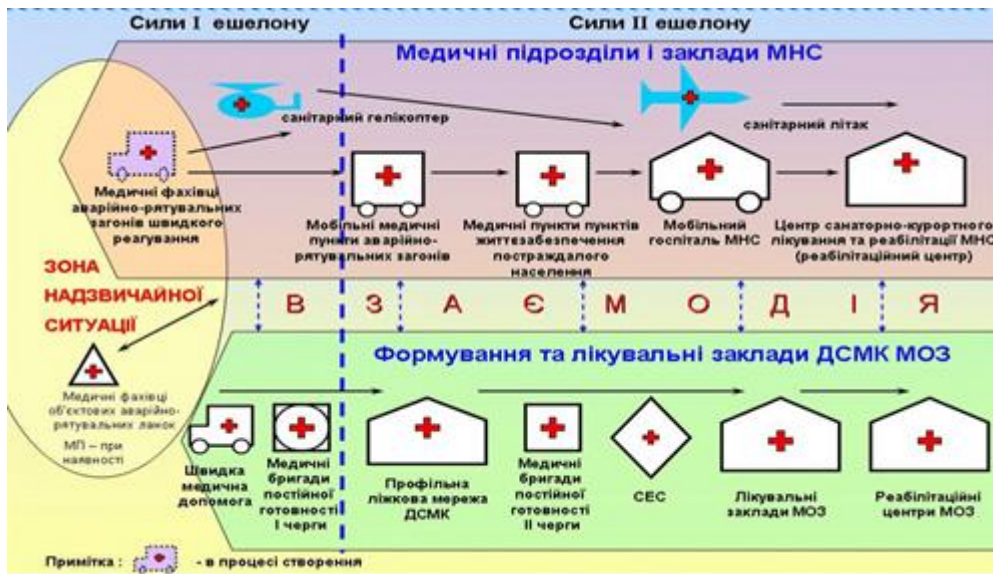 Сили І ешелону
Сили ІІ ешелону
Медичні підрозділи і заклади МНС
санітарний гелікоптер
санітарний літак
Медичні фахівці
аварійно-рятувальних
загонів швидкого
реагування
Мобільні медичні
пункти аварійно-
рятувальних загонів
Медичні пункти пунктів
життєзабезпечення
постраждалого
населення
Мобільний
госпіталь МНС
Центр санаторно-курортного
лікування та реабілітації МНС
(реабілітаційний центр)
ЗОНА
НАДЗВИЧАЙНОЇ
СИТУАЦІЇ
В З А Є М О Д І Я
Формування та лікувальні заклади ДСМК МОЗ
Медичні фахівці
об'єктових аварійно-
рятувальних ланок
МП – при
наявності
Швидка
медична
допомога
Медичні
бригади
постійної
готовності
І черги
Профільна
ліжкова мережа
ДСМК
Медичні
бригади
постійної
готовності
ІІ черги
СЕС
Лікувальні
заклади МОЗ
Реабілітаційні
центри МОЗ
Примітка : - в процесі створення